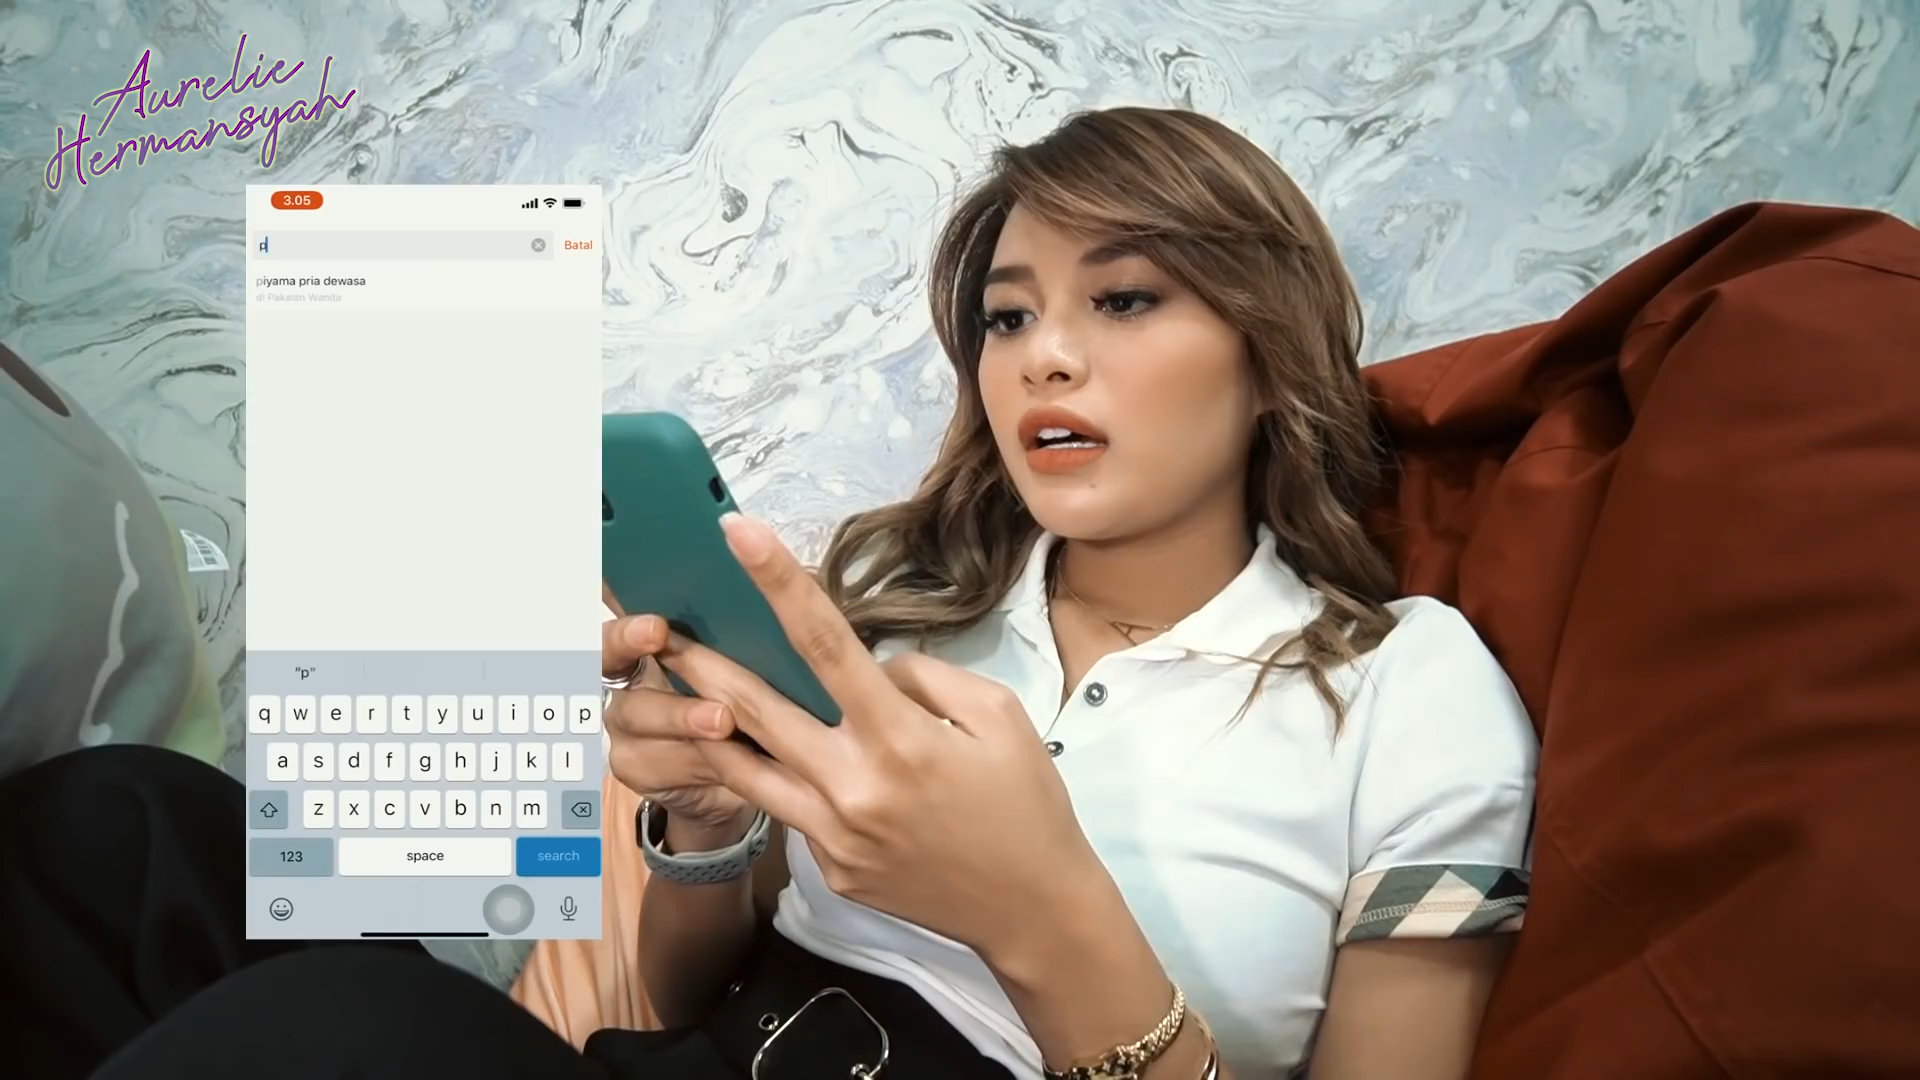 Aurelie
Hermansyah
3.05
p
Batal
piyama pria dewasa
di Pakaian Wanita
"p"
q w e r t y u i o p
a s d f g h j k l
z x c v b n m
123 space search